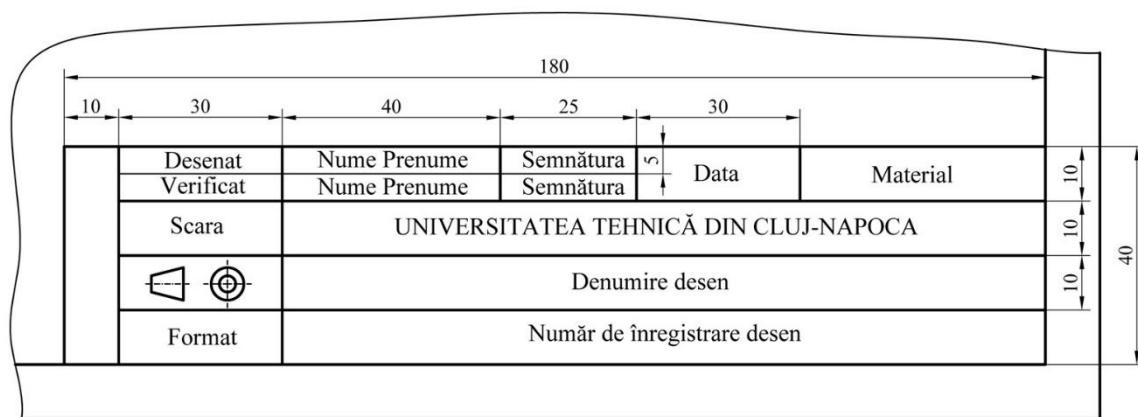 180
10 30 40 25 30
Desenat Nume Prenume Semnătura 5 Data Material 10
Verificat Nume Prenume Semnătura
Scara UNIVERSITATEA TEHNICĂ DIN CLUJ-NAPOCA 10
40
Denumire desen 10
Format Număr de înregistrare desen